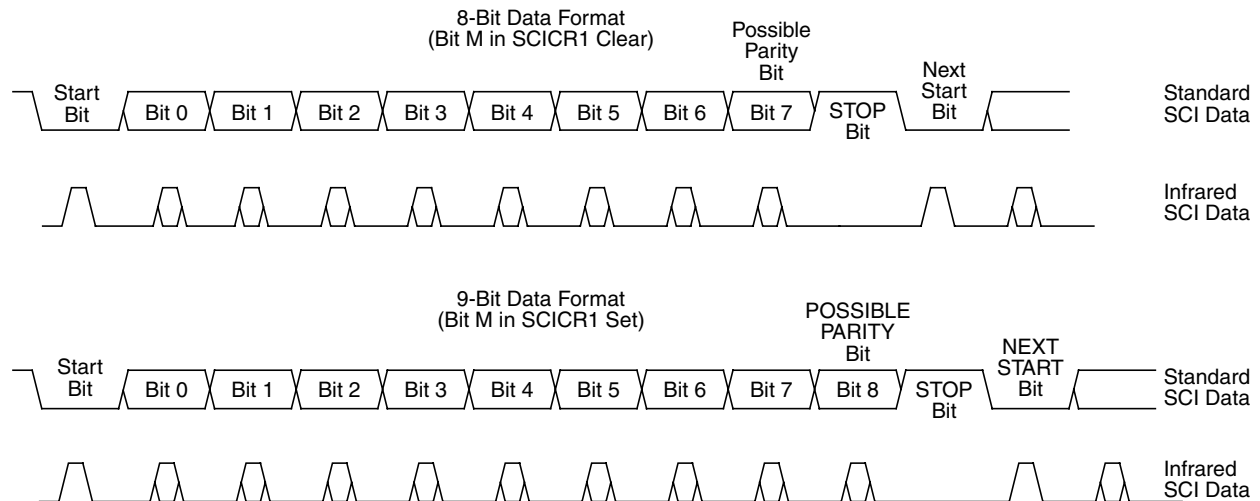 8-Bit Data Format
(Bit M in SCICR1 Clear)
Possible
Parity
Bit
Start
Bit
Bit 0
Bit 1
Bit 2
Bit 3
Bit 4
Bit 5
Bit 6
Bit 7
STOP
Bit
Next
Start
Bit
Standard
SCI Data
Infrared
SCI Data
9-Bit Data Format
(Bit M in SCICR1 Set)
POSSIBLE
PARITY
Bit
Start
Bit
Bit 0
Bit 1
Bit 2
Bit 3
Bit 4
Bit 5
Bit 6
Bit 7
Bit 8
STOP
Bit
NEXT
START
Bit
Standard
SCI Data
Infrared
SCI Data